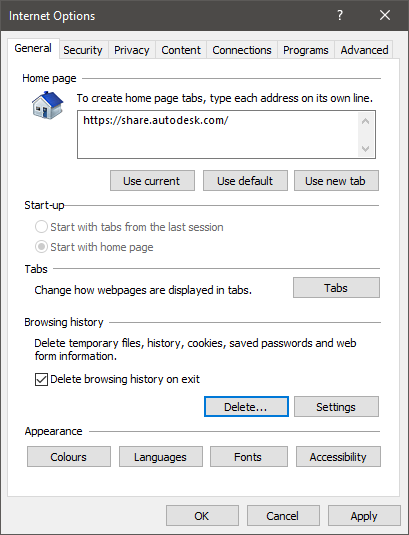 Internet Options
?
General Security Privacy Content Connections Programs Advanced
Home page
To create home page tabs, type each address on its own line.
https://share.autodesk.com/
Use current Use default Use new tab
Start-up
Start with tabs from the last session
Start with home page
Tabs
Change how webpages are displayed in tabs. Tabs
Browsing history
Delete temporary files, history, cookies, saved passwords and web
form information.
Delete browsing history on exit
Delete... Settings
Appearance
Colours Languages Fonts Accessibility
OK Cancel Apply